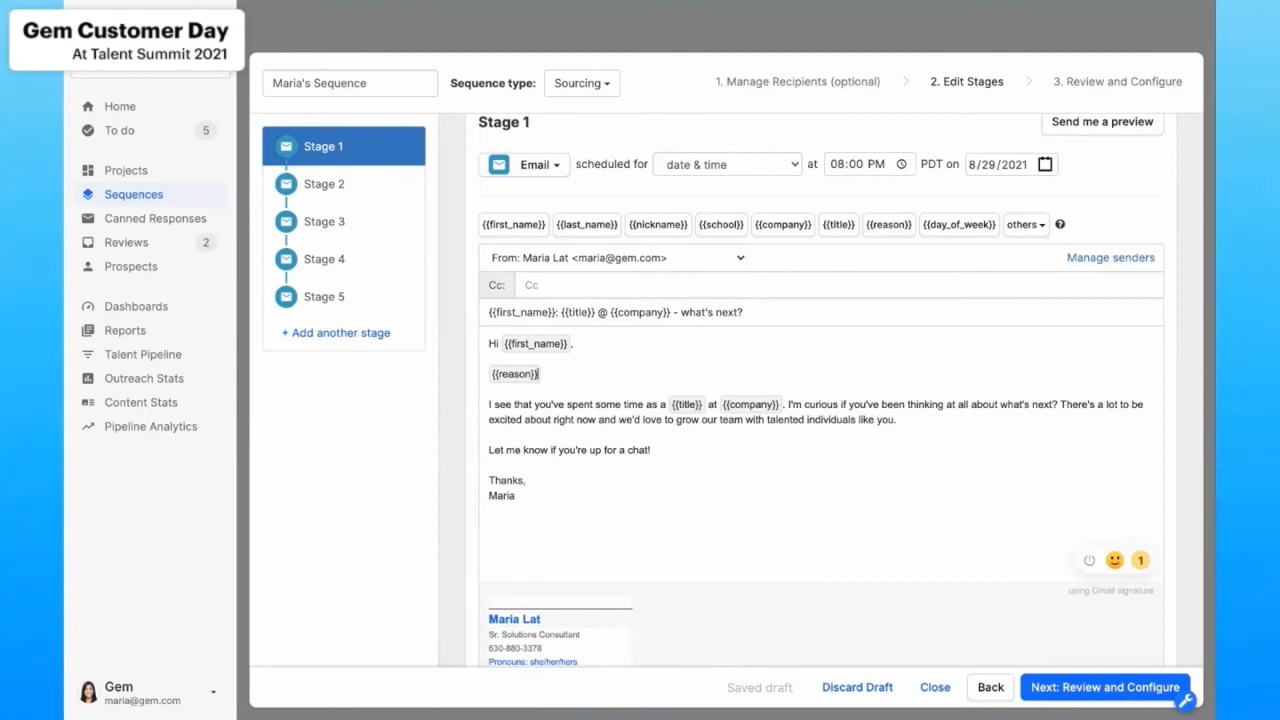 Gem Customer Day
At Talent Summit 2021
Home
To do 5
Projects
Sequences
Canned Responses
Reviews 2
Prospects
Dashboards
Reports
Talent Pipeline
Outreach Stats
Content Stats
Pipeline Analytics
Gem
maria@gem.com
Maria's Sequence Sequence type: Sourcing 1. Manage Recipients (optional) 2. Edit Stages 3. Review and Configure
Stage 1
Stage 2
Stage 3
Stage 4
Stage 5
+ Add another stage
Stage 1 Send me a preview
Email scheduled for date & time at 08:00 PM PDT on 8/29/2021
{{first_name}} {{last_name}} {{nickname}} {{school}} {{company}} {{title}} {{reason}} {{day_of_week}} others ?
From: Maria Lat <maria@gem.com> Manage senders
Cc: Cc
{{first_name}}: {{title}} @ {{company}} - what's next?
Hi {{first_name}} ,
{{reason}}
I see that you've spent some time as a {{title}} at {{company}} . I'm curious if you've been thinking at all about what's next? There's a lot to be
excited about right now and we'd love to grow our team with talented individuals like you.
Let me know if you're up for a chat!
Thanks,
Maria
1
using Gmail signature
Maria Lat
Sr. Solutions Consultant
630-880-3378
Pronouns: she/her/hers
Saved draft Discard Draft Close Back Next: Review and Configure